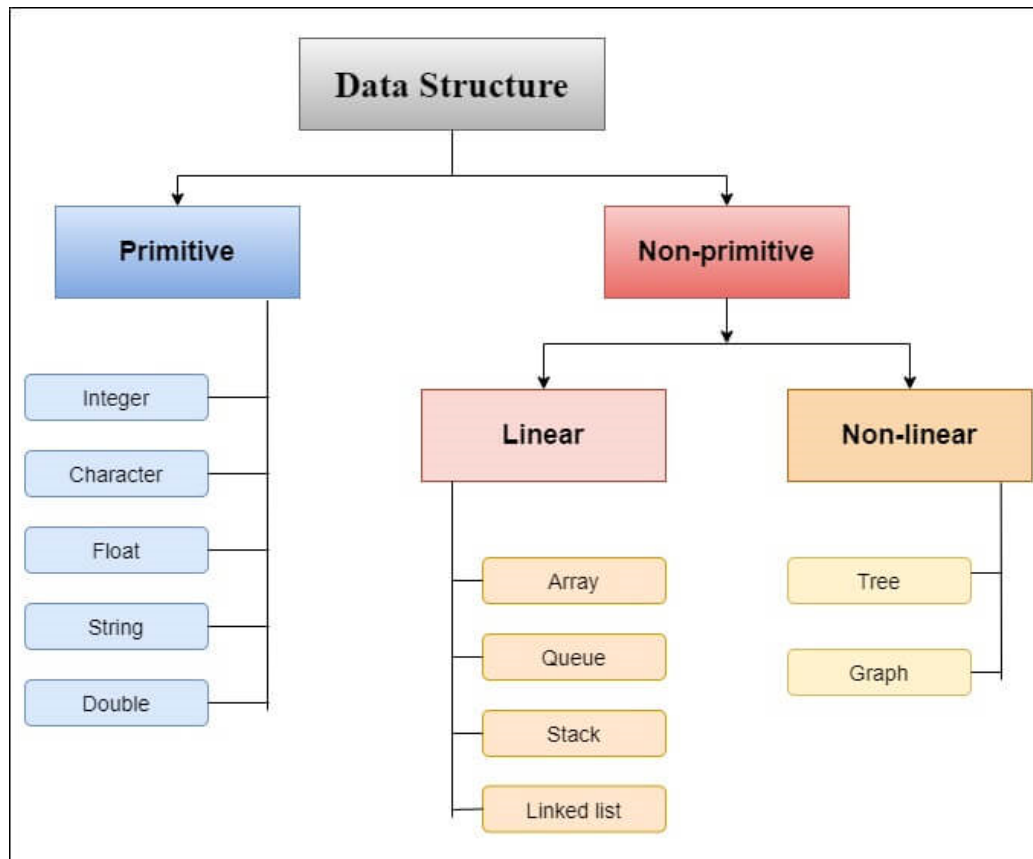 Data Structure
Primitive
Non-primitive
Integer
Character
Float
String
Double
Linear
Non-linear
Array
Queue
Stack
Linked list
Tree
Graph